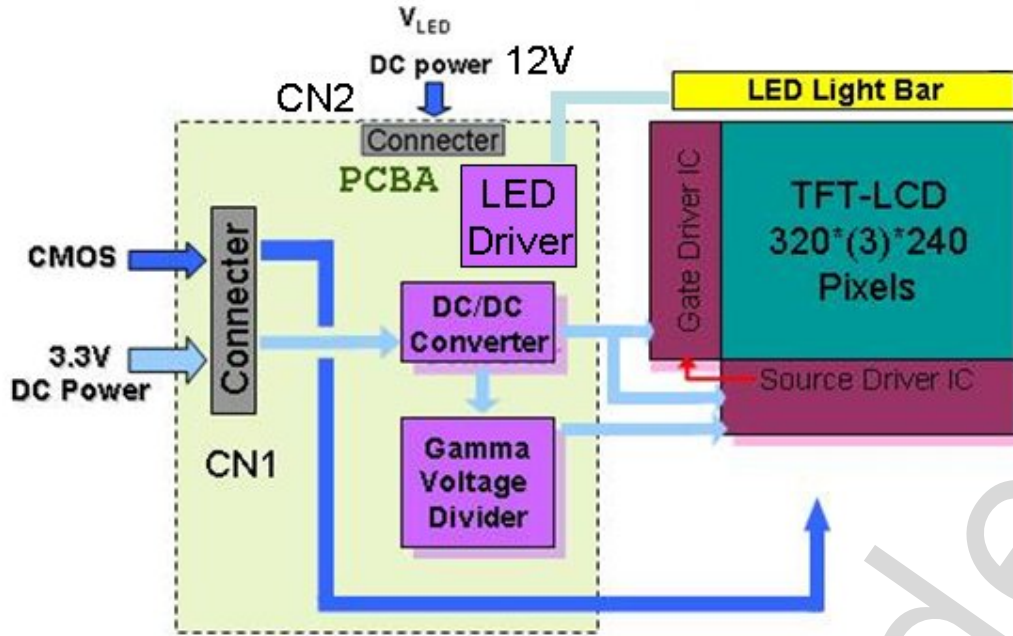 VLED
DC power 12V
CN2
Connecter
PCBA
LED Light Bar
LED
Driver
Gate Driver IC
TFT-LCD
320*(3)*240
Pixels
CMOS
Connecter
DC/DC
Converter
3.3V
DC Power
Source Driver IC
CN1
Gamma
Voltage
Divider